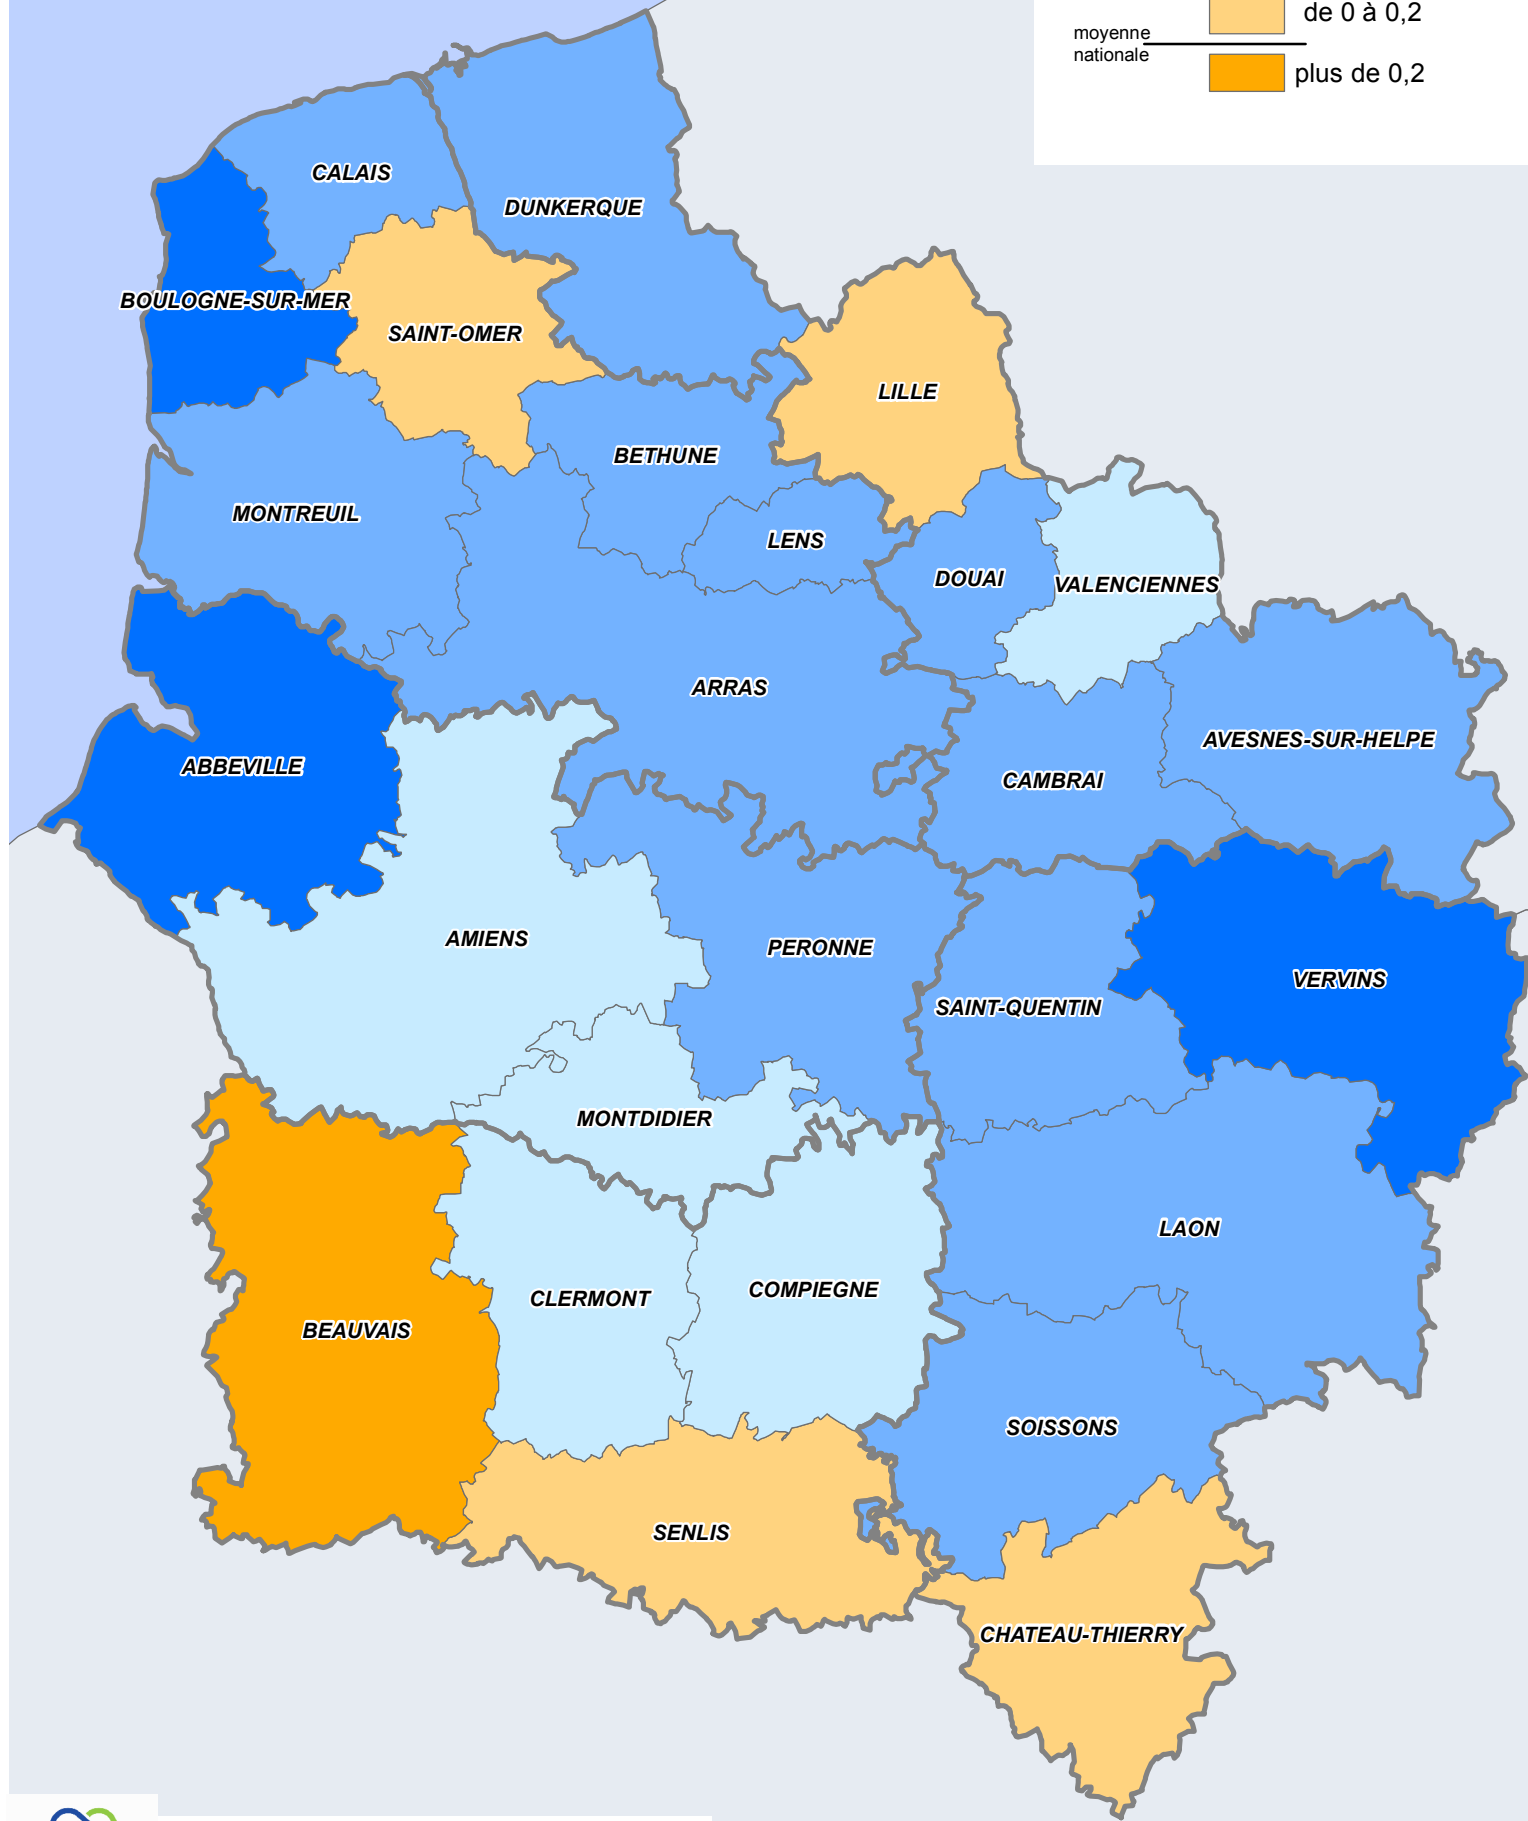 de 0 à 0,2
moyenne
nationale
plus de 0,2
CALAIS
DUNKERQUE
BOULOGNE-SUR-MER
SAINT-OMER
LILLE
BETHUNE
MONTREUIL
LENS
DOUAI
VALENCIENNES
ARRAS
AVESNES-SUR-HELPE
ABBEVILLE
CAMBRAI
AMIENS
PERONNE
VERVINS
SAINT-QUENTIN
MONTDIDIER
LAON
COMPIEGNE
CLERMONT
BEAUVAIS
SOISSONS
SENLIS
CHATEAU-THIERRY